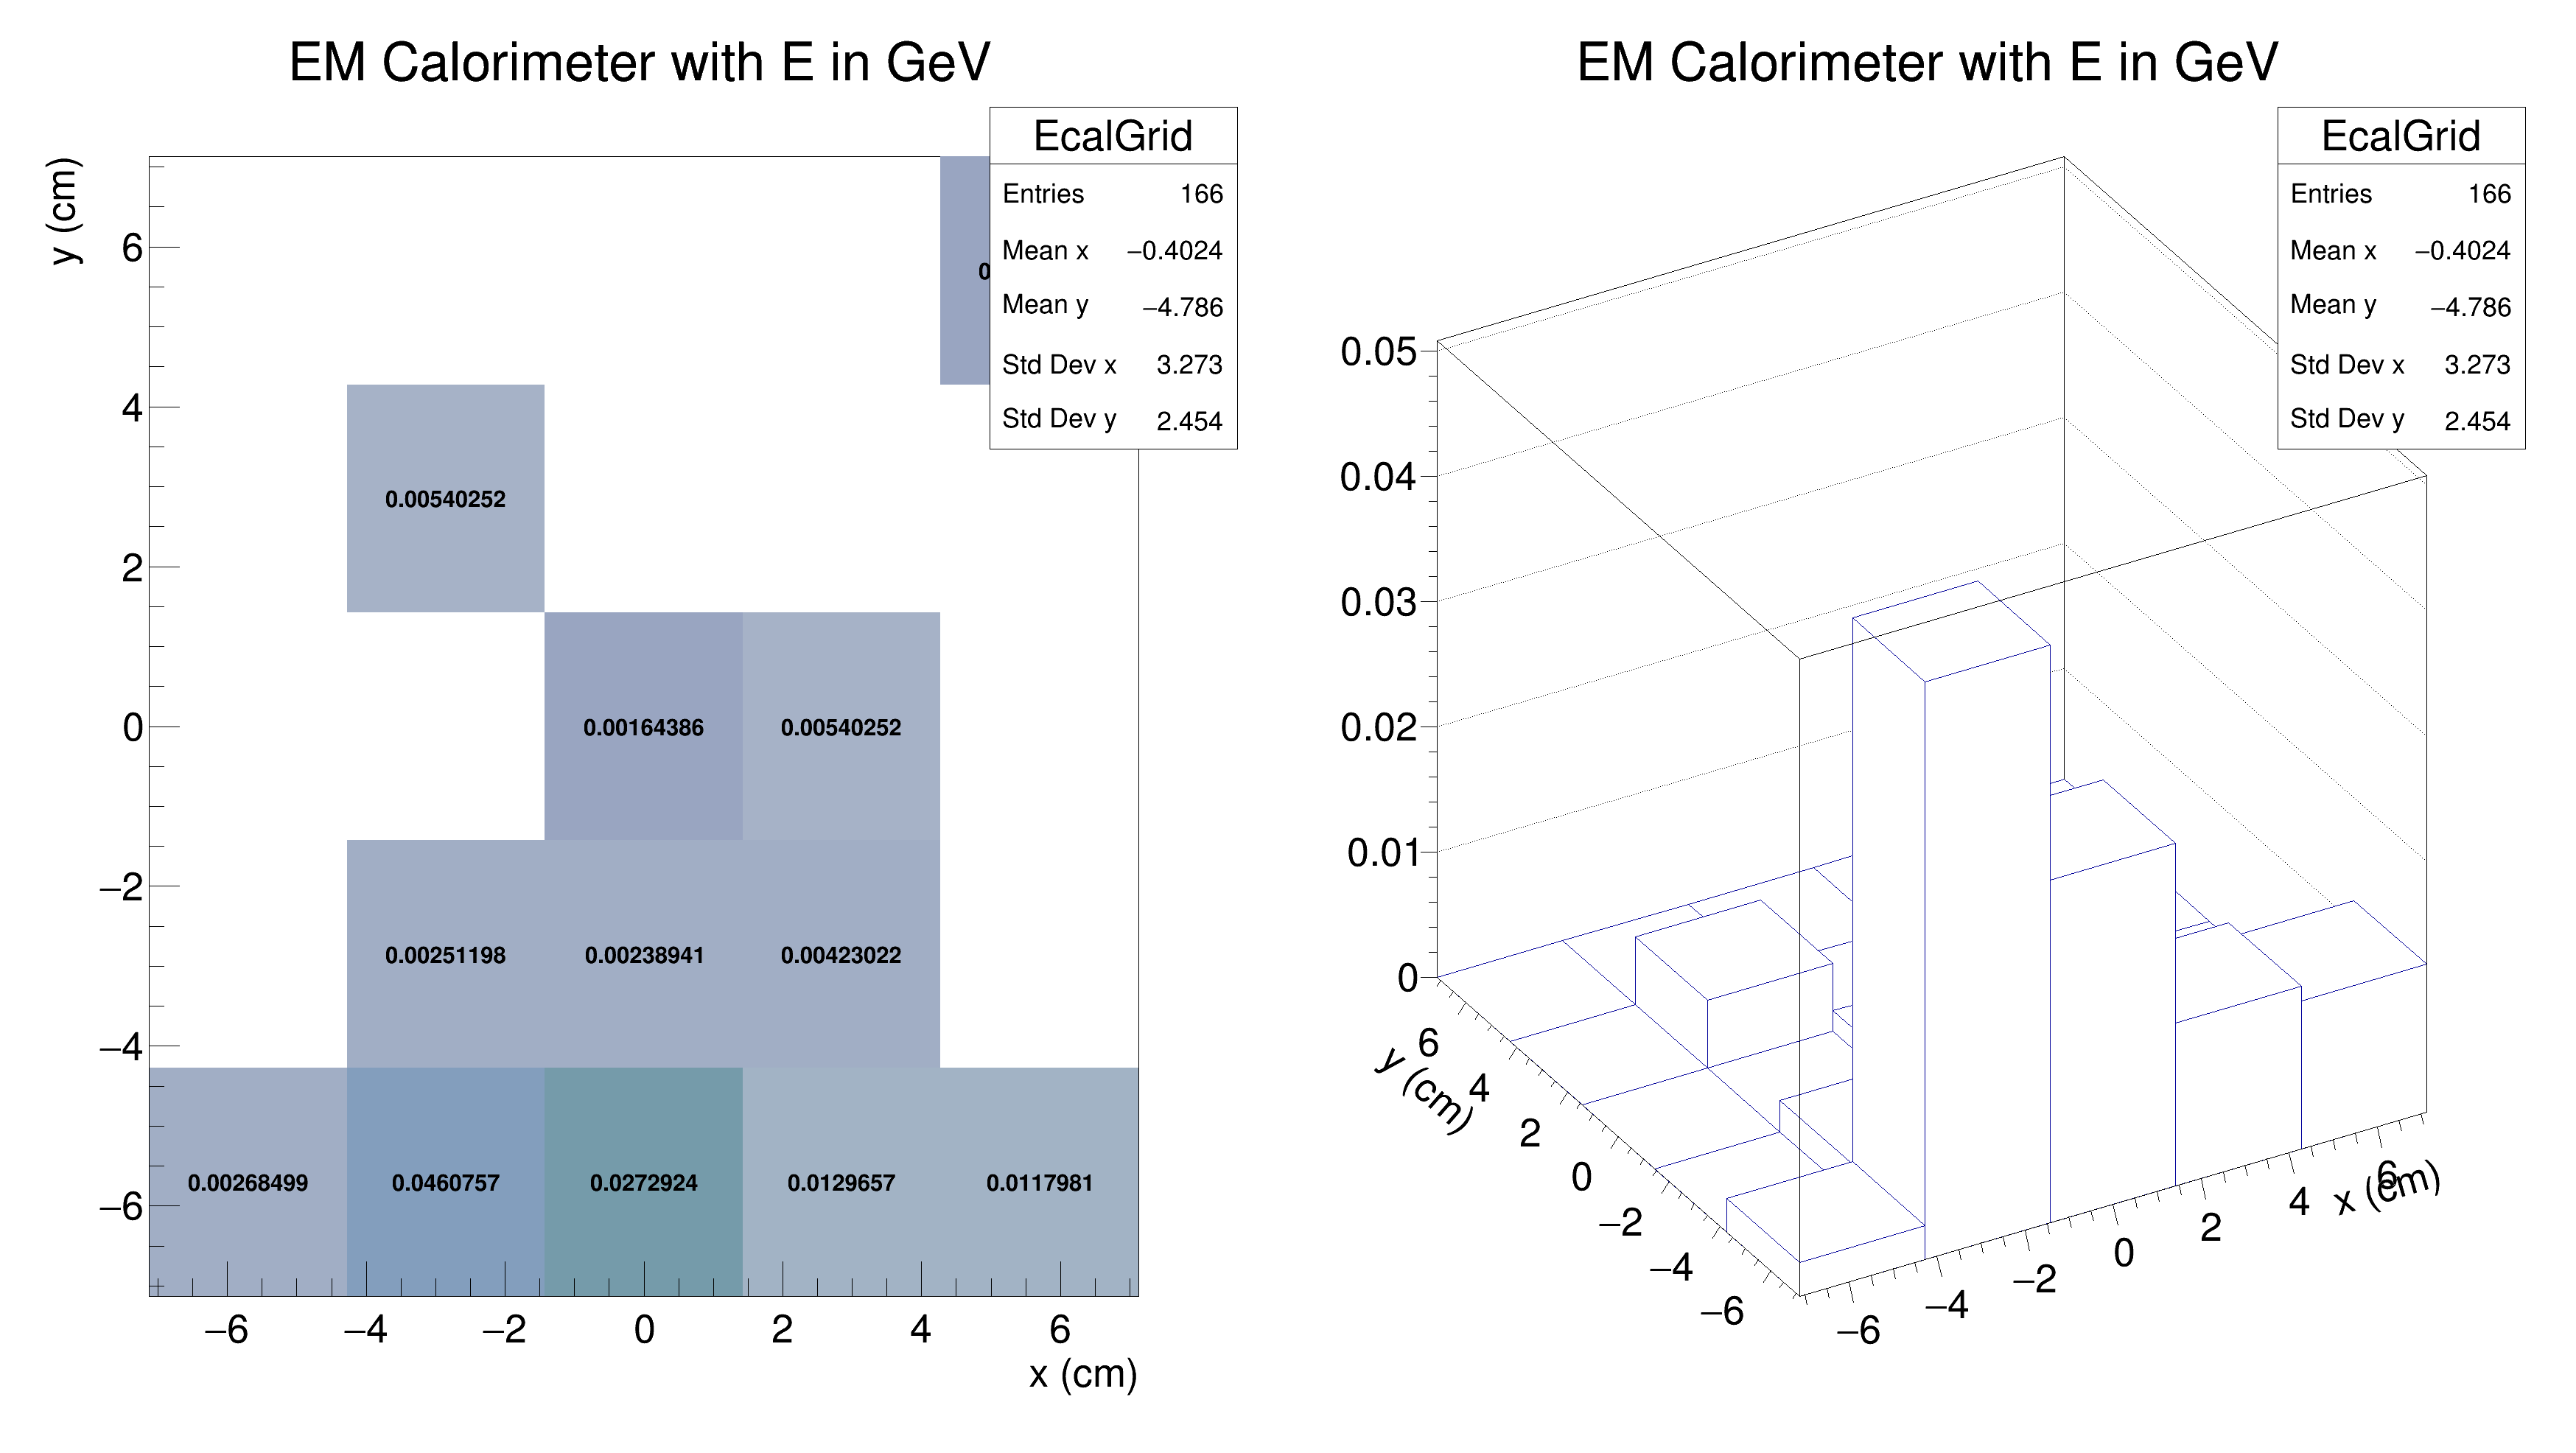 EM Calorimeter with E in GeV
EcalGrid
Entries 166
Mean x −0.4024
Mean y −4.786
Std Dev x 3.273
Std Dev y 2.454
y (cm)
6
4
2
0
−2
−4
−6
0.00540252
0.00164386 0.00540252
0.00251198 0.00238941 0.00423022
0.00268499 0.0460757 0.0272924 0.0129657 0.0117981
−6 −4 −2 0 2 4 6
x (cm)
EM Calorimeter with E in GeV
EcalGrid
Entries 166
Mean x −0.4024
Mean y −4.786
Std Dev x 3.273
Std Dev y 2.454
0.05
0.04
0.03
0.02
0.01
0
6
4
2
0
−2
−4
−6
y (cm)
−6 −4 −2 0 2 4 6
x (cm)